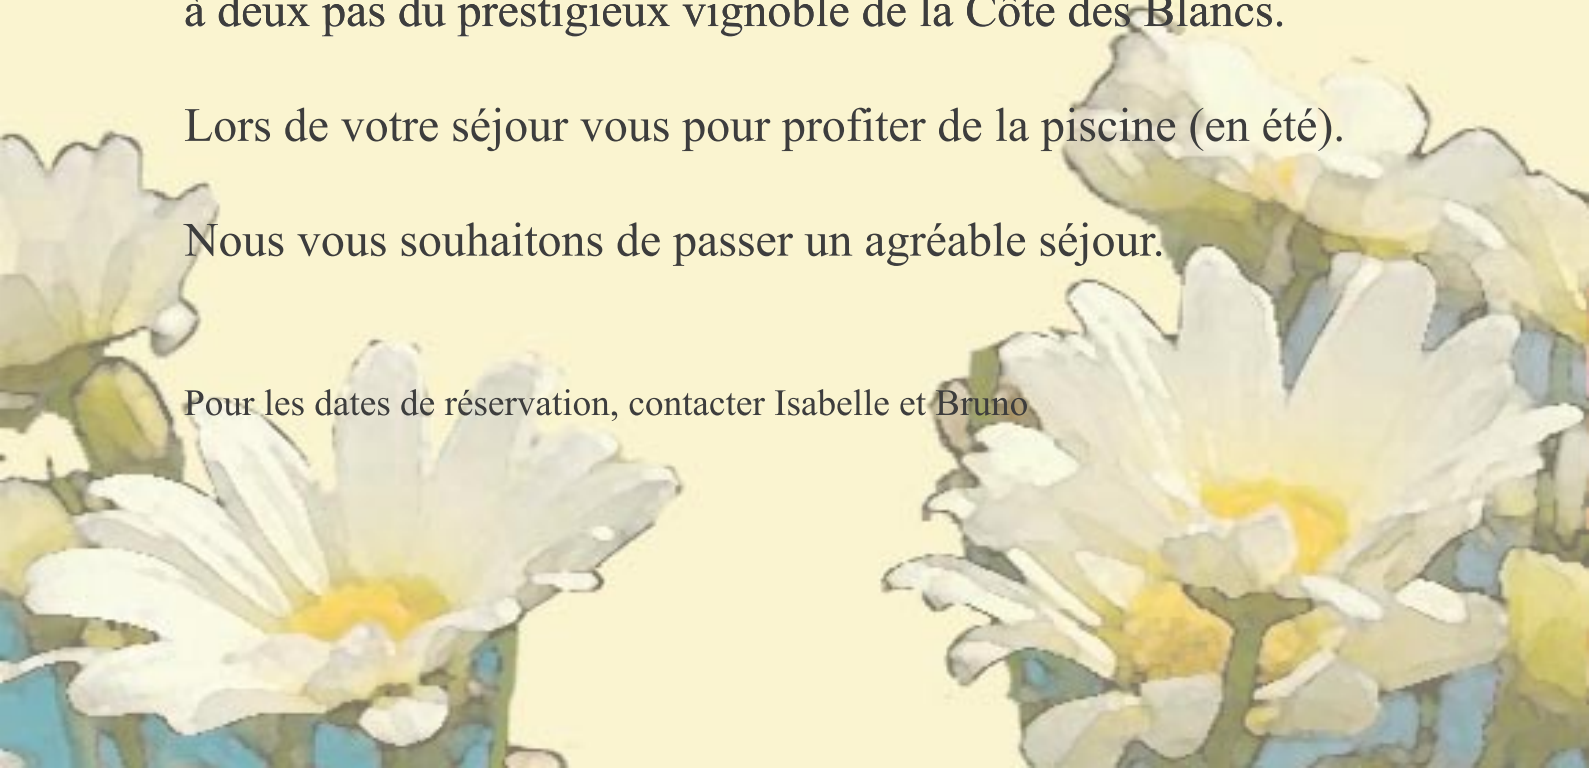 à deux pas du prestigieux vignoble de la Côte des Blancs.
Lors de votre séjour vous pour profiter de la piscine (en été).
Nous vous souhaitons de passer un agréable séjour.
Pour les dates de réservation, contacter Isabelle et Bruno